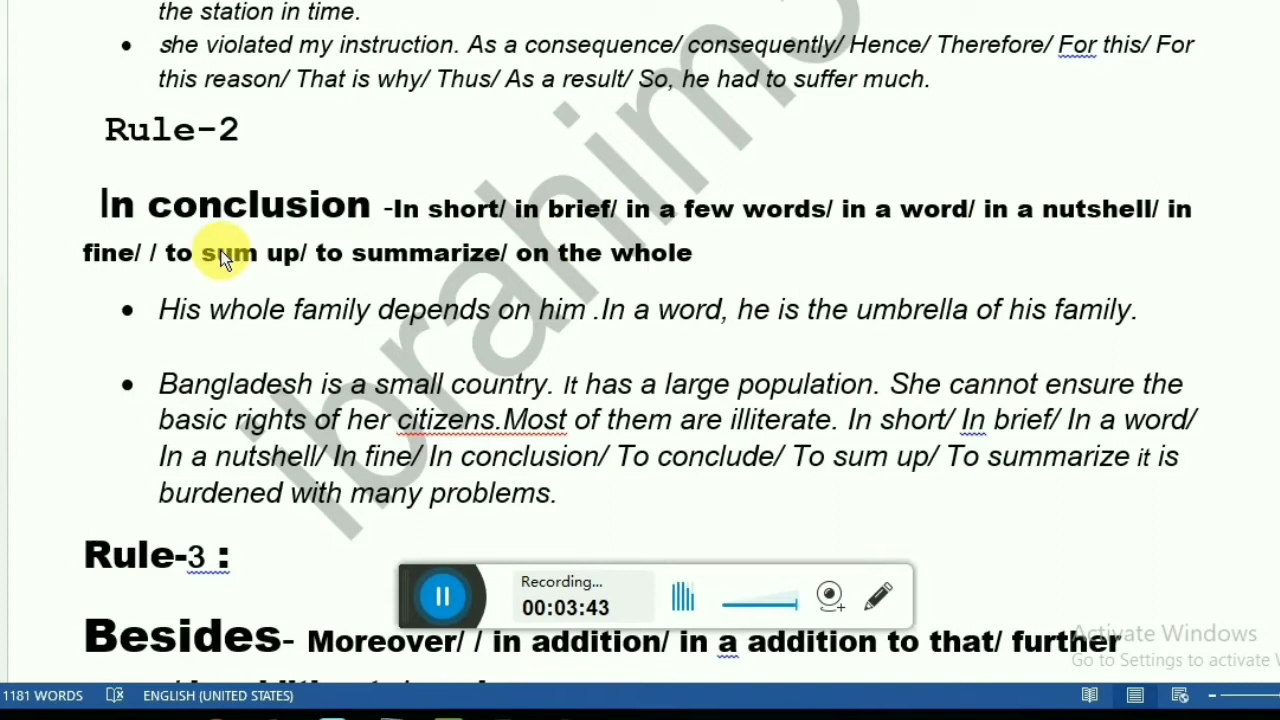 the station in time.
• she violated my instruction. As a consequence/ consequently/ Hence/ Therefore/ For this/ For
this reason/ That is why/ Thus/ As a result/ So, he had to suffer much.
Rule-2
In conclusion -In short/ in brief/ in a few words/ in a word/ in a nutshell/ in
fine/ / to sum up/ to summarize/ on the whole
• His whole family depends on him .In a word, he is the umbrella of his family.
• Bangladesh is a small country. It has a large population. She cannot ensure the
basic rights of her citizens.Most of them are illiterate. In short/ In brief/ In a word/
In a nutshell/ In fine/ In conclusion/ To conclude/ To sum up/ To summarize it is
burdened with many problems.
Rule-3 :
Recording...
00:03:43
Besides- Moreover/ / in addition/ in a addition to that/ further
Activate Windows
Go to Settings to activate
1181 WORDS ENGLISH (UNITED STATES)